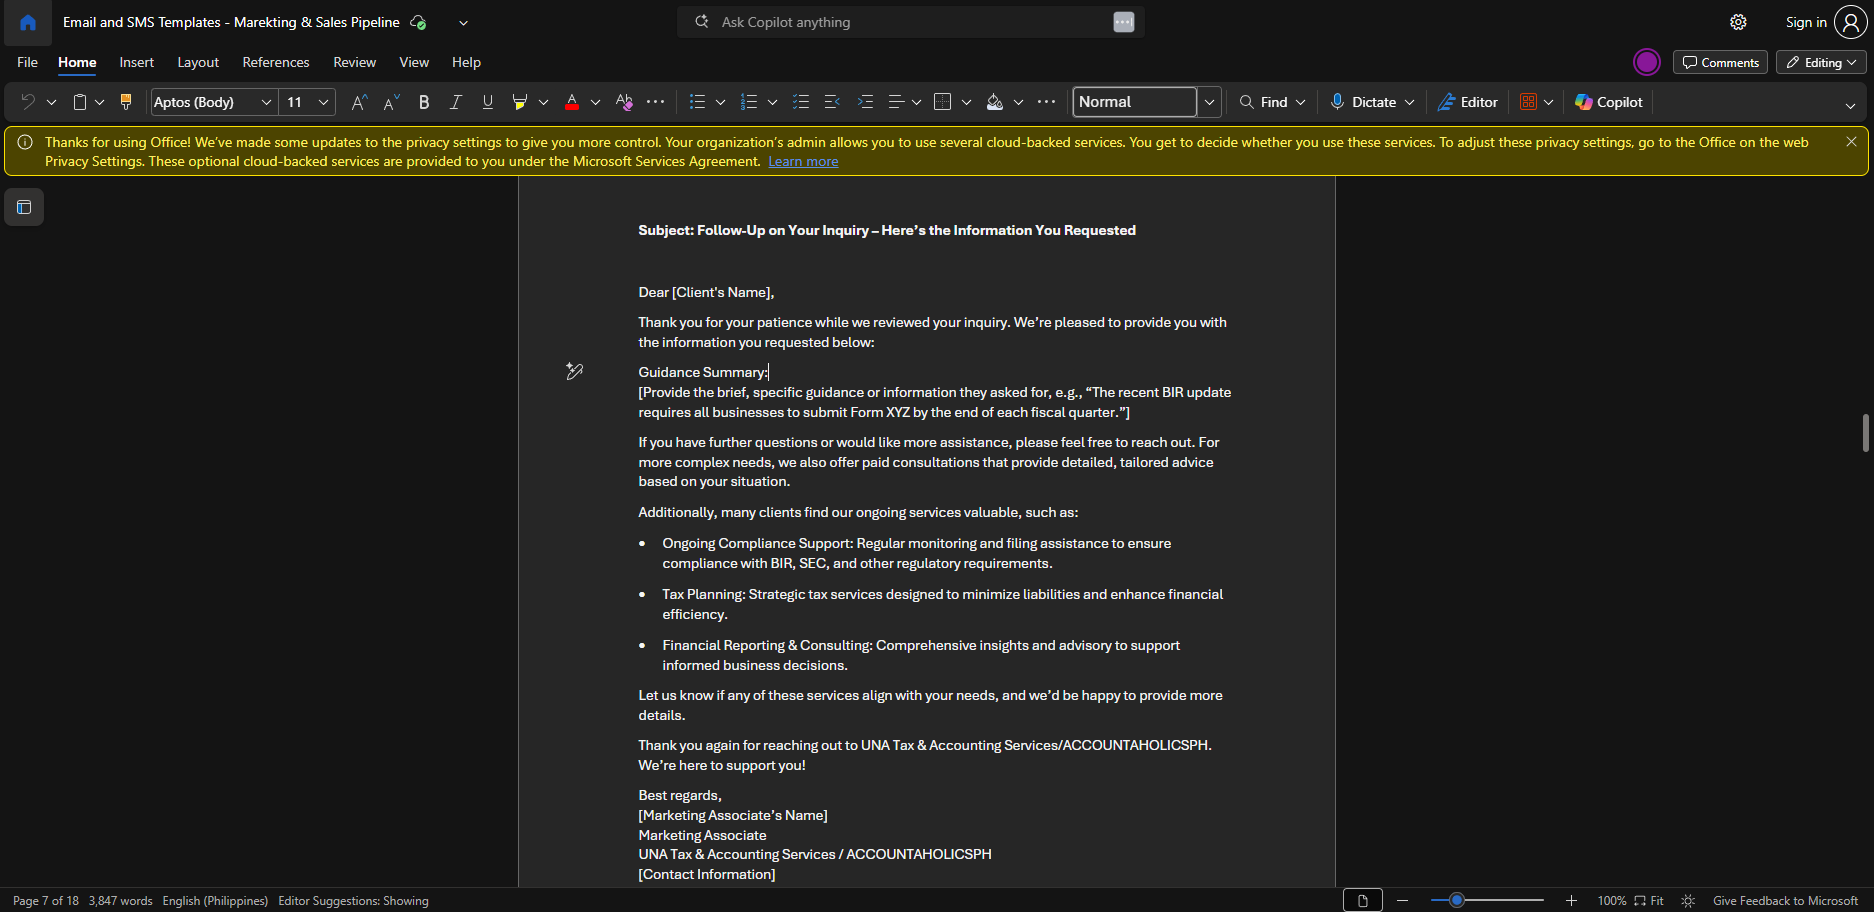 Email and SMS Templates - Marekting & Sales Pipeline
Ask Copilot anything
Sign in
File Home Insert Layout References Review View Help
Comments Editing
Aptos (Body) 11 A A B I U A Ab Normal Find Dictate Editor Copilot
Thanks for using Office! We've made some updates to the privacy settings to give you more control. Your organization's admin allows you to use several cloud-backed services. You get to decide whether you use these services. To adjust these privacy settings, go to the Office on the web
Privacy Settings. These optional cloud-backed services are provided to you under the Microsoft Services Agreement. Learn more
Subject: Follow-Up on Your Inquiry – Here's the Information You Requested
Dear [Client's Name],
Thank you for your patience while we reviewed your inquiry. We're pleased to provide you with
the information you requested below:
Guidance Summary:
[Provide the brief, specific guidance or information they asked for, e.g., “The recent BIR update
requires all businesses to submit Form XYZ by the end of each fiscal quarter.”]
If you have further questions or would like more assistance, please feel free to reach out. For
more complex needs, we also offer paid consultations that provide detailed, tailored advice
based on your situation.
Additionally, many clients find our ongoing services valuable, such as:
• Ongoing Compliance Support: Regular monitoring and filing assistance to ensure
compliance with BIR, SEC, and other regulatory requirements.
• Tax Planning: Strategic tax services designed to minimize liabilities and enhance financial
efficiency.
• Financial Reporting & Consulting: Comprehensive insights and advisory to support
informed business decisions.
Let us know if any of these services align with your needs, and we'd be happy to provide more
details.
Thank you again for reaching out to UNA Tax & Accounting Services/ACCOUNTAHOLICSPH.
We're here to support you!
Best regards,
[Marketing Associate's Name]
Marketing Associate
UNA Tax & Accounting Services / ACCOUNTAHOLICSPH
[Contact Information]
Page 7 of 18 3,847 words English (Philippines) Editor Suggestions: Showing 100% Fit Give Feedback to Microsoft